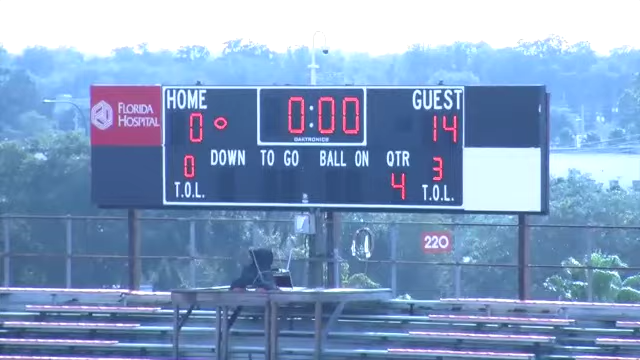 FLORIDA
HOSPITAL
HOME 0:00 GUEST
0 14
DAKTRONICS
DOWN TO GO BALL ON QTR
0 4 3
T.O.L. T.O.L.
220